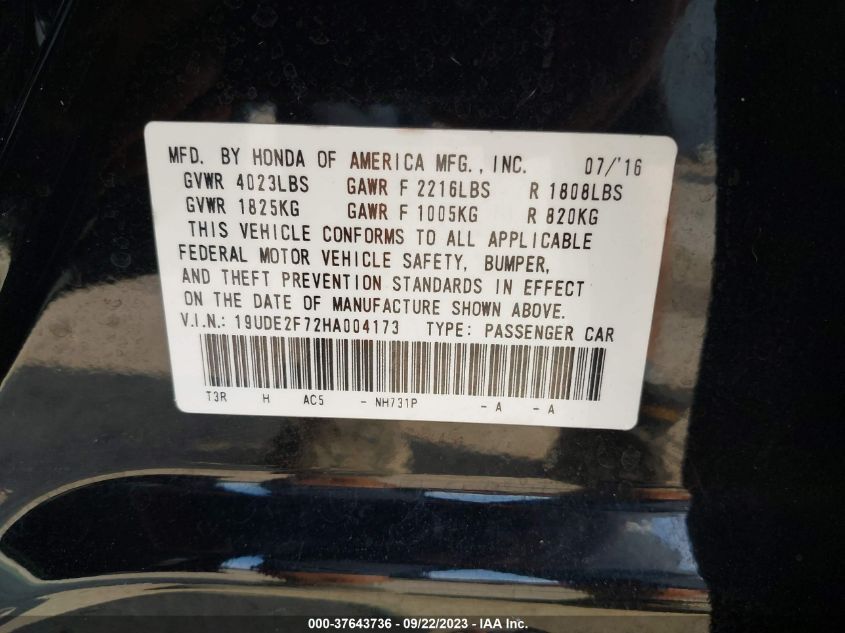 MFD. BY HONDA OF AMERICA MFG., INC. 07/'16
GVWR 4023LBS GAWR F 2216LBS R 1808LBS
GVWR 1825KG GAWR F 1005KG R 820KG
THIS VEHICLE CONFORMS TO ALL APPLICABLE
FEDERAL MOTOR VEHICLE SAFETY, BUMPER,
AND THEFT PREVENTION STANDARDS IN EFFECT
ON THE DATE OF MANUFACTURE SHOWN ABOVE.
V.I.N.: 19UDE2F72HA004173 TYPE: PASSENGER CAR
T3R H AC5 - NH731P - A - A
000-37643736 - 09/22/2023 - IAA Inc.